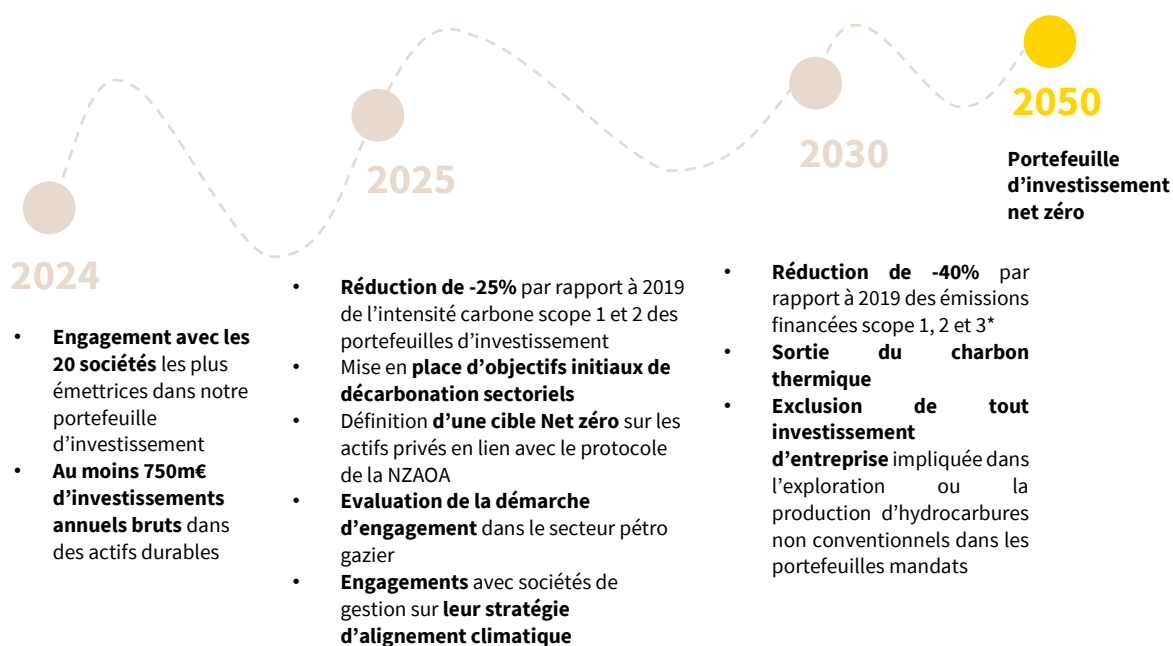 2024
• Engagement avec les
20 sociétés les plus
émettrices dans notre
portefeuille
d’investissement
• Au moins 750m€
d’investissements
annuels bruts dans
des actifs durables
2025
• Réduction de -25% par rapport à 2019
de l’intensité carbone scope 1 et 2 des
portefeuilles d’investissement
• Mise en place d’objectifs initiaux de
décarbonation sectoriels
• Définition d’une cible Net zéro sur les
actifs privés en lien avec le protocole
de la NZAOA
• Evaluation de la démarche
d’engagement dans le secteur pétro
gazier
• Engagements avec sociétés de
gestion sur leur stratégie
d’alignement climatique
2030
• Réduction de -40% par
rapport à 2019 des émissions
financées scope 1, 2 et 3*
• Sortie du charbon
thermique
• Exclusion de tout
investissement
d’entreprise impliquée dans
l’exploration ou la
production d’hydrocarbures
non conventionnels dans les
portefeuilles mandats
2050
Portefeuille
d’investissement
net zéro